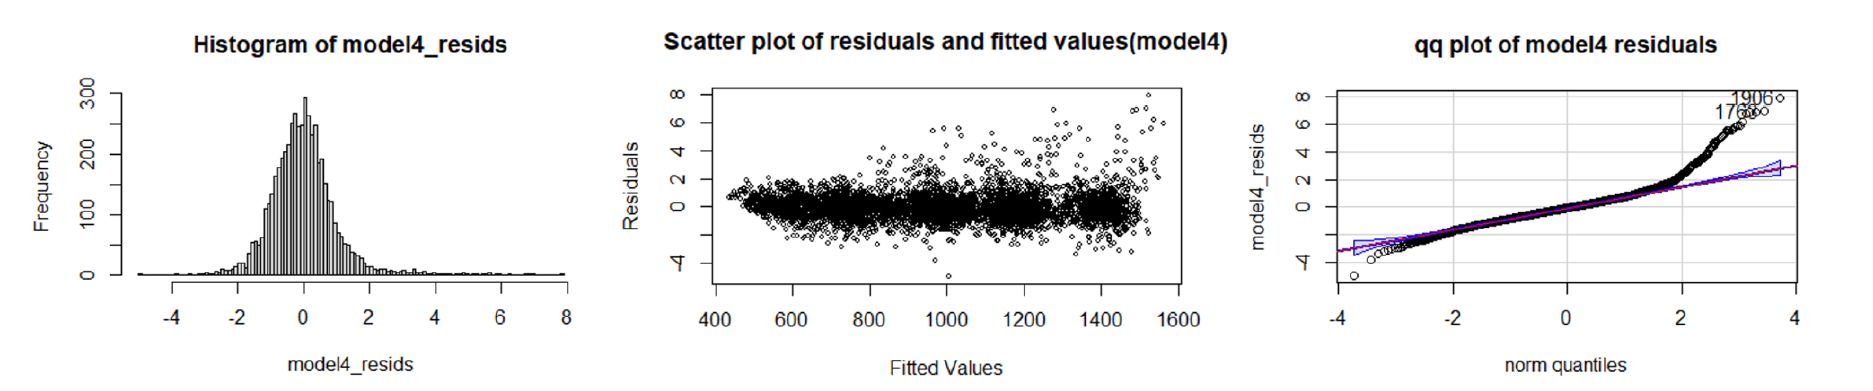 Histogram of model4_resids
Frequency
300
200
100
0
-4 -2 0 2 4 6 8
model4_resids
Scatter plot of residuals and fitted values(model4)
Residuals
8
6
4
2
0
-4
400 600 800 1000 1200 1400 1600
Fitted Values
qq plot of model4 residuals
model4_resids
8
6
4
2
0
-4
1906
-4 -2 0 2 4
norm quantiles